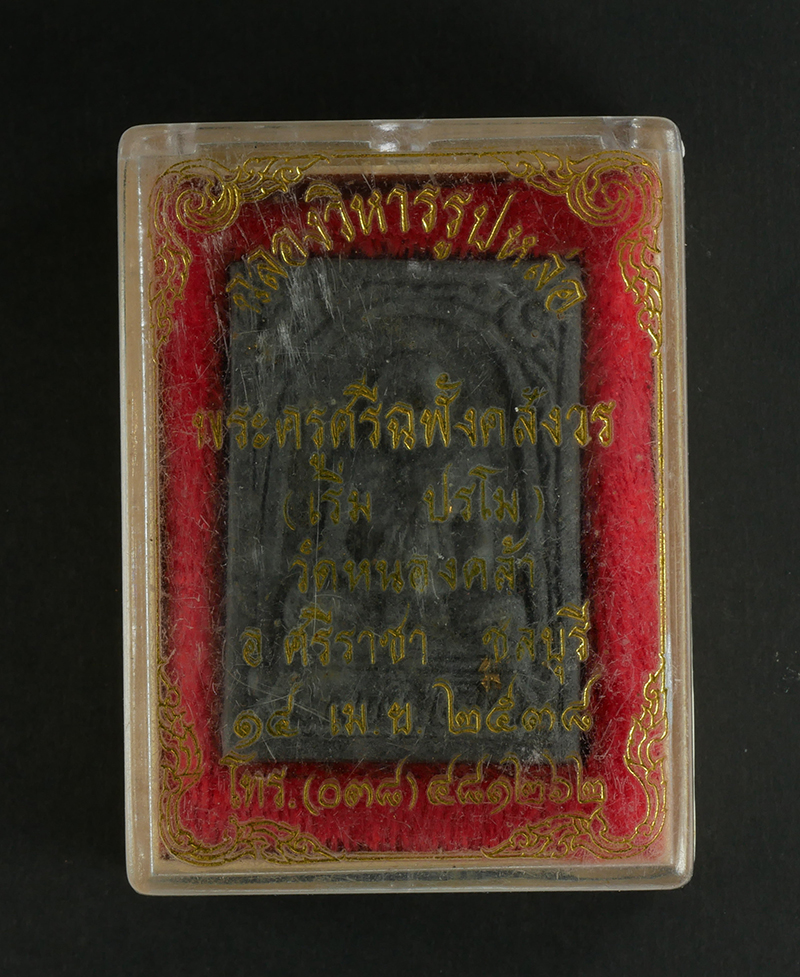 ฉลองวิหารรูปหล่อ
พระครูศรีฉพังคสังวร
(เริ่ม ปรโม)
วัดหนองคล้า
อ.ศรีราชา ชลบุรี
๑๔ เม.ย. ๒๕๓๘
โทร.(๐๓๘)๔๘๑๒๖๒